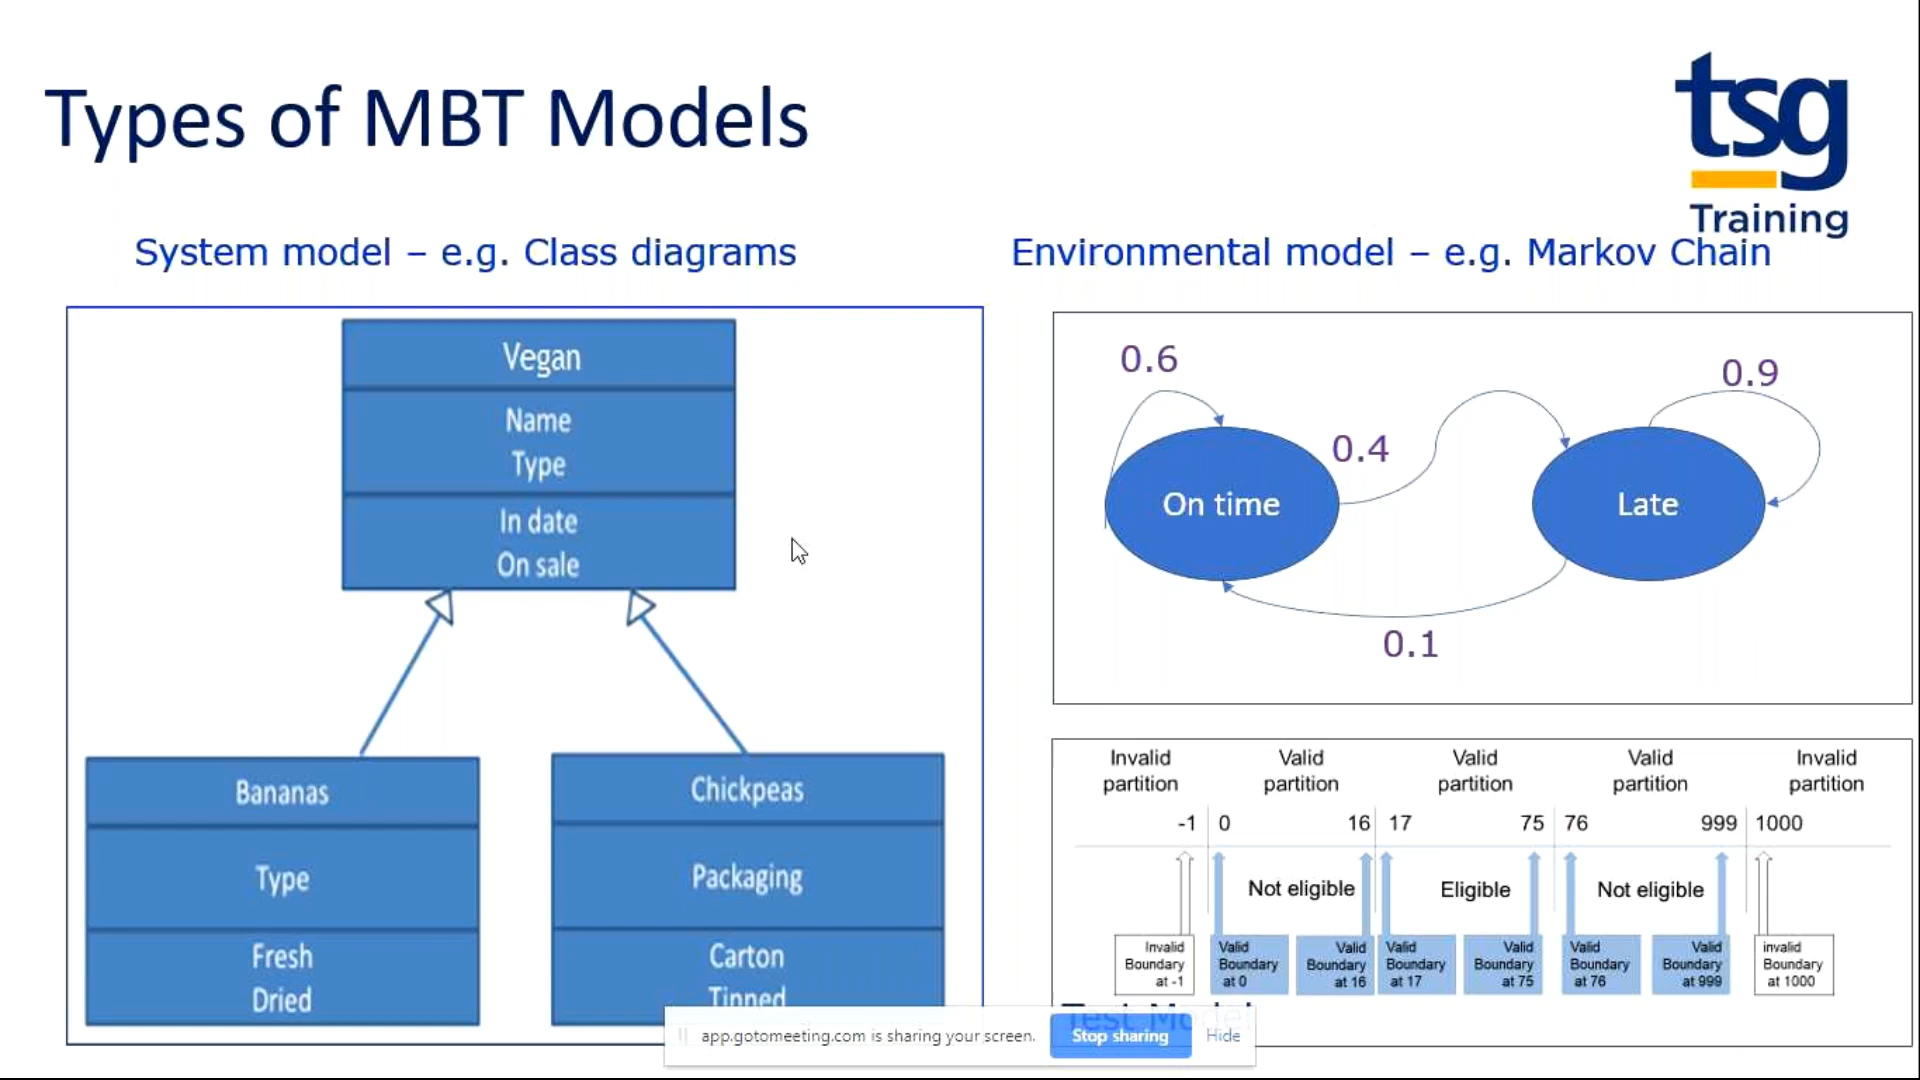 Types of MBT Models
tsg
Training
System model – e.g. Class diagrams
Environmental model – e.g. Markov Chain
Vegan
Name
Type
In date
On sale
Bananas
Type
Fresh
Dried
Chickpeas
Packaging
Carton
Tinned
0.6
0.9
0.4
On time
Late
0.1
Invalid partition
Valid partition
Valid partition
Valid partition
Invalid partition
-1 0 16 17 75 76 999 1000
Not eligible
Eligible
Not eligible
Invalid Boundary at -1
Valid Boundary at 0
Valid Boundary at 16
Valid Boundary at 17
Valid Boundary at 75
Valid Boundary at 76
Valid Boundary at 999
invalid Boundary at 1000
Test Model
app.gotomeeting.com is sharing your screen.
Stop sharing
Hide